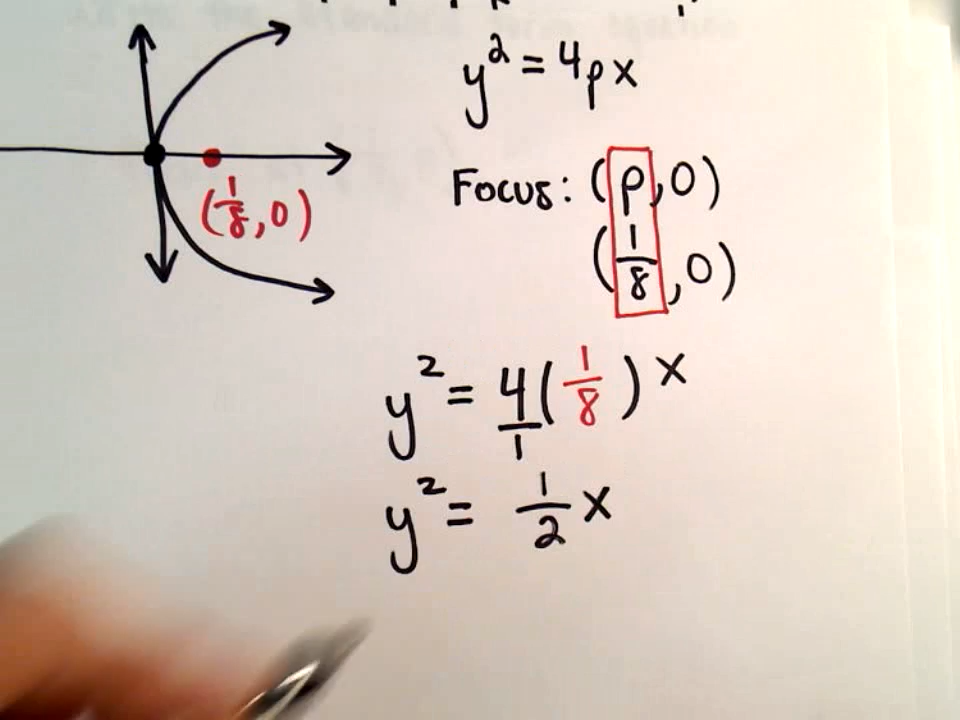 y² = 4px
Focus: (p, 0)
(1/8, 0)
(1/8, 0)
y² = 4/1 (1/8) x
y² = 1/2 x